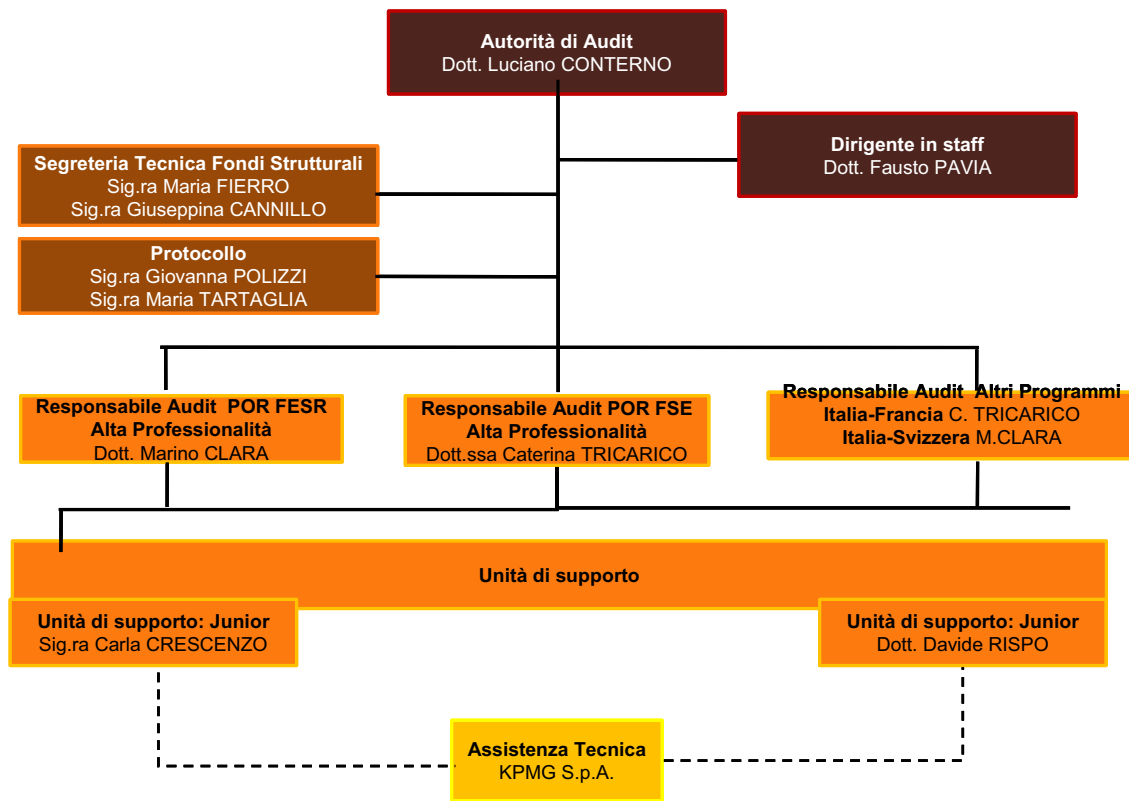 Autorità di Audit
Dott. Luciano CONTERNO
Dirigente in staff
Dott. Fausto PAVIA
Segreteria Tecnica Fondi Strutturali
Sig.ra Maria FIERRO
Sig.ra Giuseppina CANNILLO
Protocollo
Sig.ra Giovanna POLIZZI
Sig.ra Maria TARTAGLIA
Responsabile Audit POR FESR
Alta Professionalità
Dott. Marino CLARA
Responsabile Audit POR FSE
Alta Professionalità
Dott.ssa Caterina TRICARICO
Responsabile Audit Altri Programmi
Italia-Francia C. TRICARICO
Italia-Svizzera M.CLARA
Unità di supporto
Unità di supporto: Junior
Sig.ra Carla CRESCENZO
Unità di supporto: Junior
Dott. Davide RISPO
Assistenza Tecnica
KPMG S.p.A.